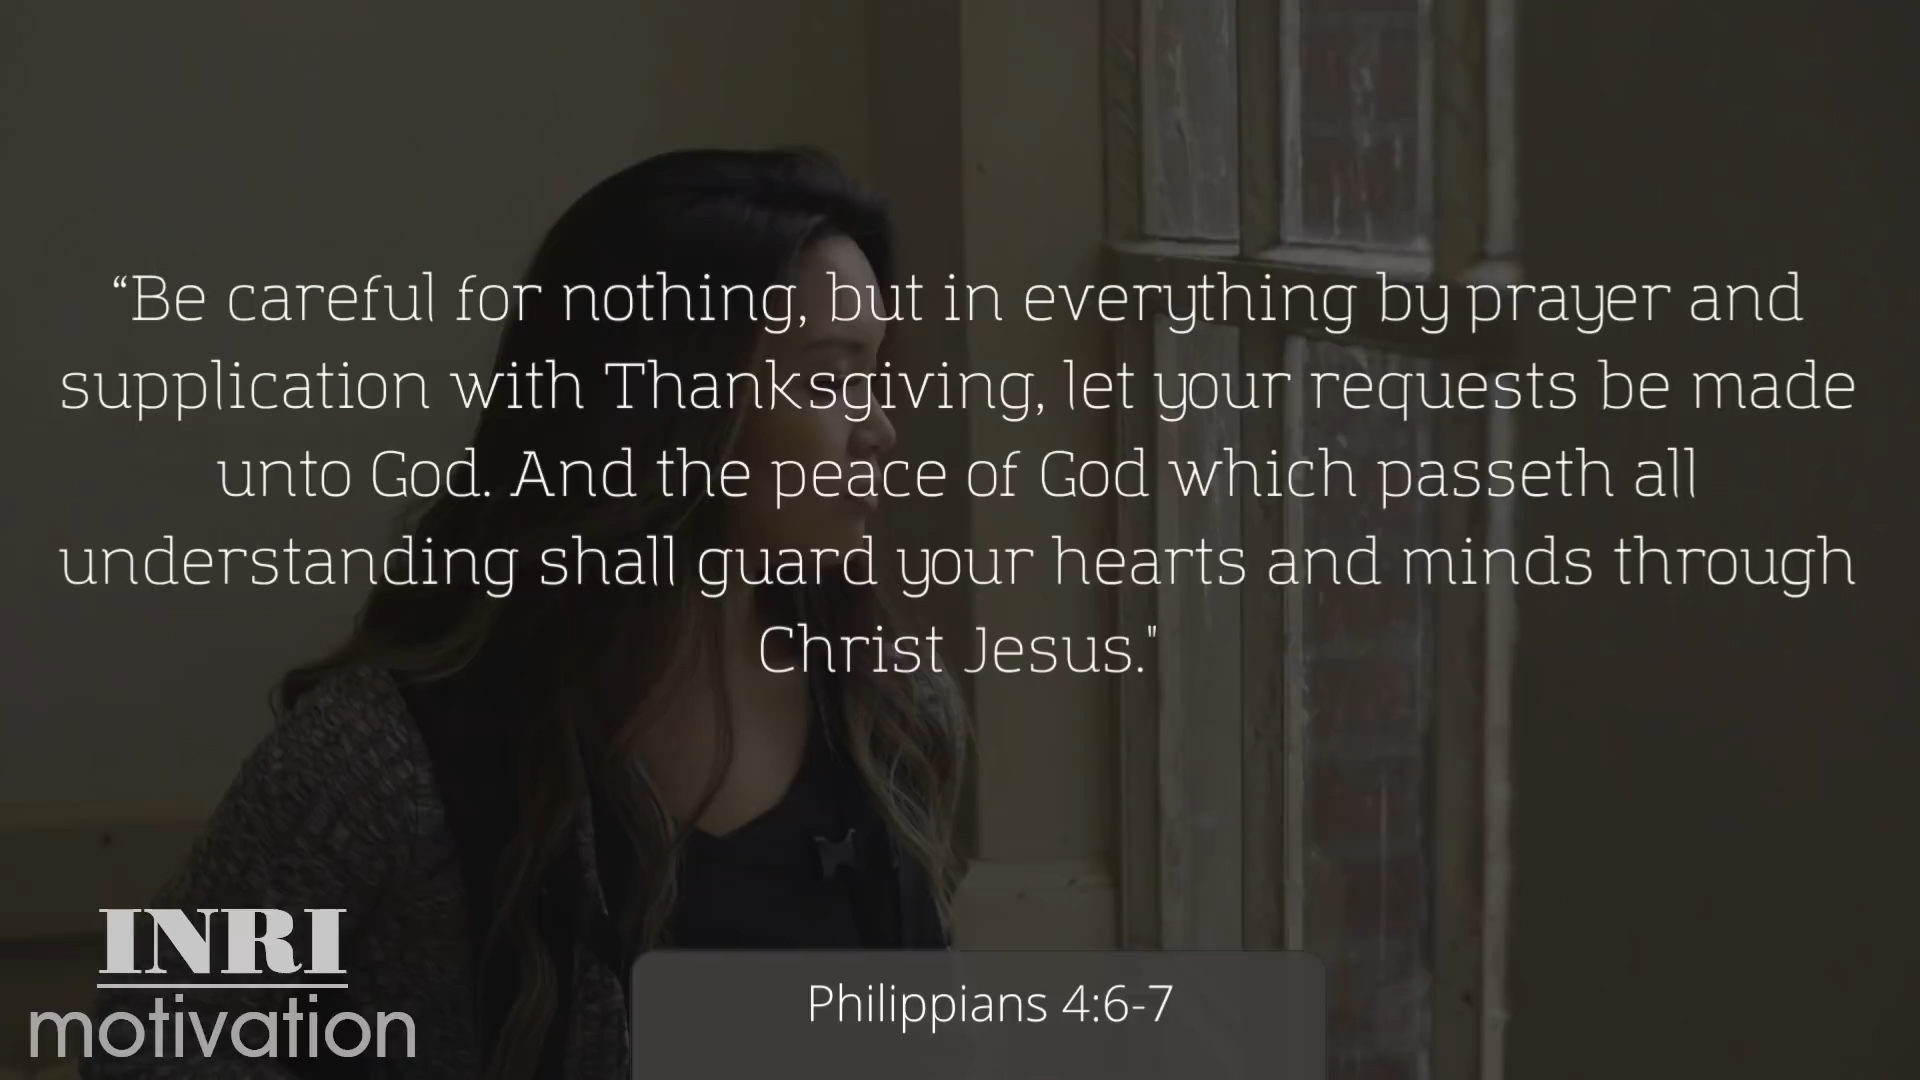 “Be careful for nothing, but in everything by prayer and
supplication with Thanksgiving, let your requests be made
unto God. And the peace of God which passeth all
understanding shall guard your hearts and minds through
Christ Jesus."
INRI
motivation
Philippians 4:6-7